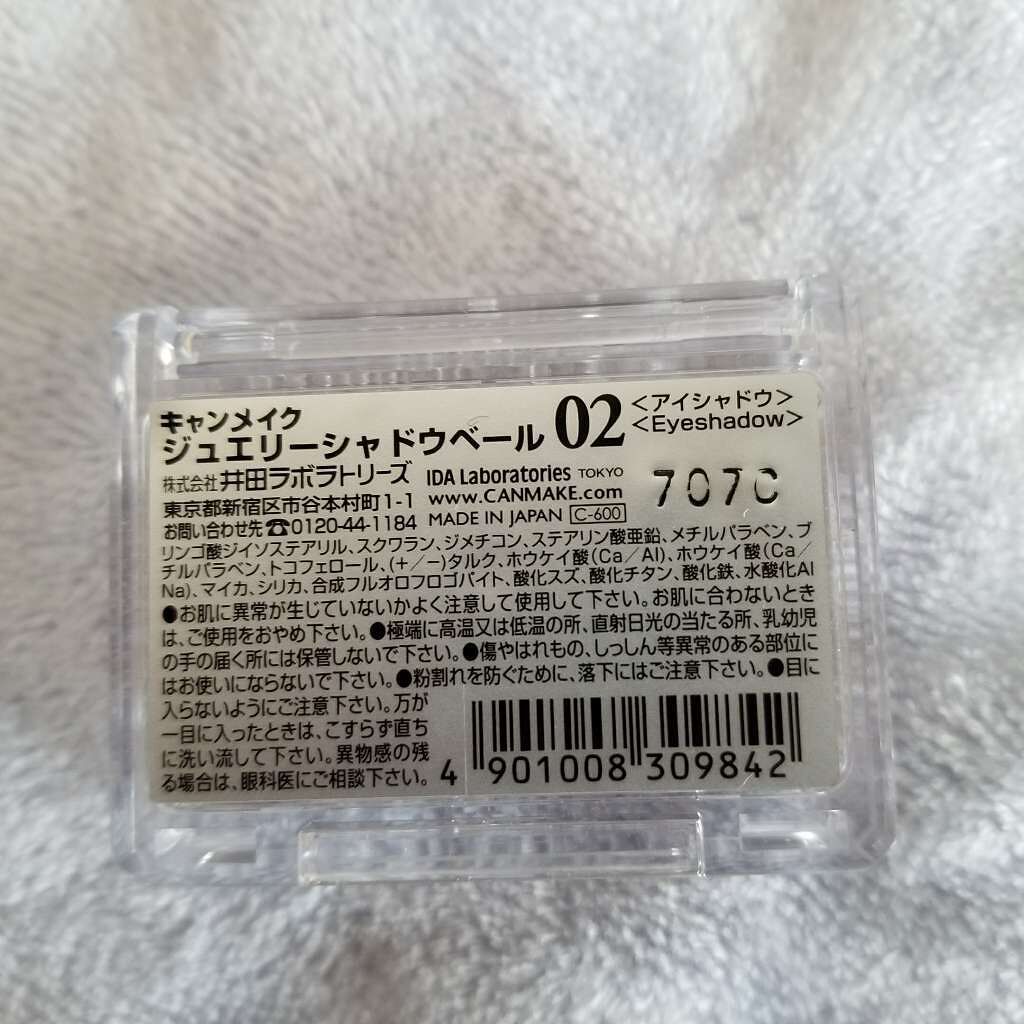 キャンメイク
ジュエリーシャドウベール 02 <アイシャドウ>
<Eyeshadow>
株式会社 井田ラボラトリーズ IDA Laboratories TOKYO
東京都新宿区市谷本村町1-1 www.CANMAKE.com 707C
お問い合わせ先☎0120-44-1184 MADE IN JAPAN C-600
リンゴ酸ジイソステアリル、スクワラン、ジメチコン、ステアリン酸亜鉛、メチルパラベン、ブ
チルパラベン、トコフェロール、(+/−)タルク、ホウケイ酸(Ca/Al)、ホウケイ酸(Ca/
Na)、マイカ、シリカ、合成フルオロフロゴパイト、酸化スズ、酸化チタン、酸化鉄、水酸化Al
●お肌に異常が生じていないかよく注意して使用して下さい。お肌に合わないとき
は、ご使用をおやめ下さい。●極端に高温又は低温の所、直射日光の当たる所、乳幼児
の手の届く所には保管しないで下さい。●傷やはれもの、しっしん等異常のある部位に
はお使いにならないで下さい。●粉割れを防ぐために、落下にはご注意下さい。●目に
入らないようにご注意下さい。万が
一目に入ったときは、こすらず直ち
に洗い流して下さい。異物感の残
る場合は、眼科医にご相談下さい。
4 901008 309842